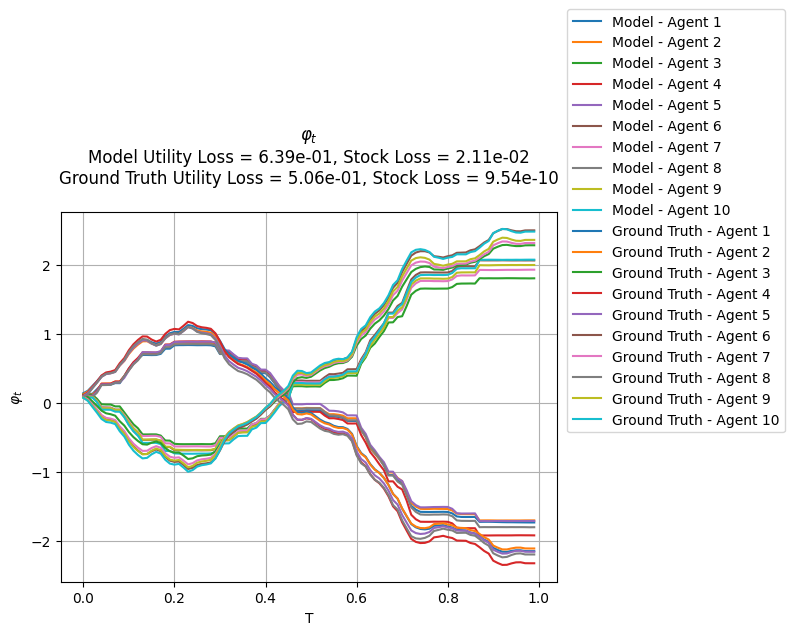 φt
Model Utility Loss = 6.39e-01, Stock Loss = 2.11e-02
Ground Truth Utility Loss = 5.06e-01, Stock Loss = 9.54e-10
Model - Agent 1
Model - Agent 2
Model - Agent 3
Model - Agent 4
Model - Agent 5
Model - Agent 6
Model - Agent 7
Model - Agent 8
Model - Agent 9
Model - Agent 10
Ground Truth - Agent 1
Ground Truth - Agent 2
Ground Truth - Agent 3
Ground Truth - Agent 4
Ground Truth - Agent 5
Ground Truth - Agent 6
Ground Truth - Agent 7
Ground Truth - Agent 8
Ground Truth - Agent 9
Ground Truth - Agent 10
φt
2
1
0
−1
−2
0.0 0.2 0.4 0.6 0.8 1.0
T